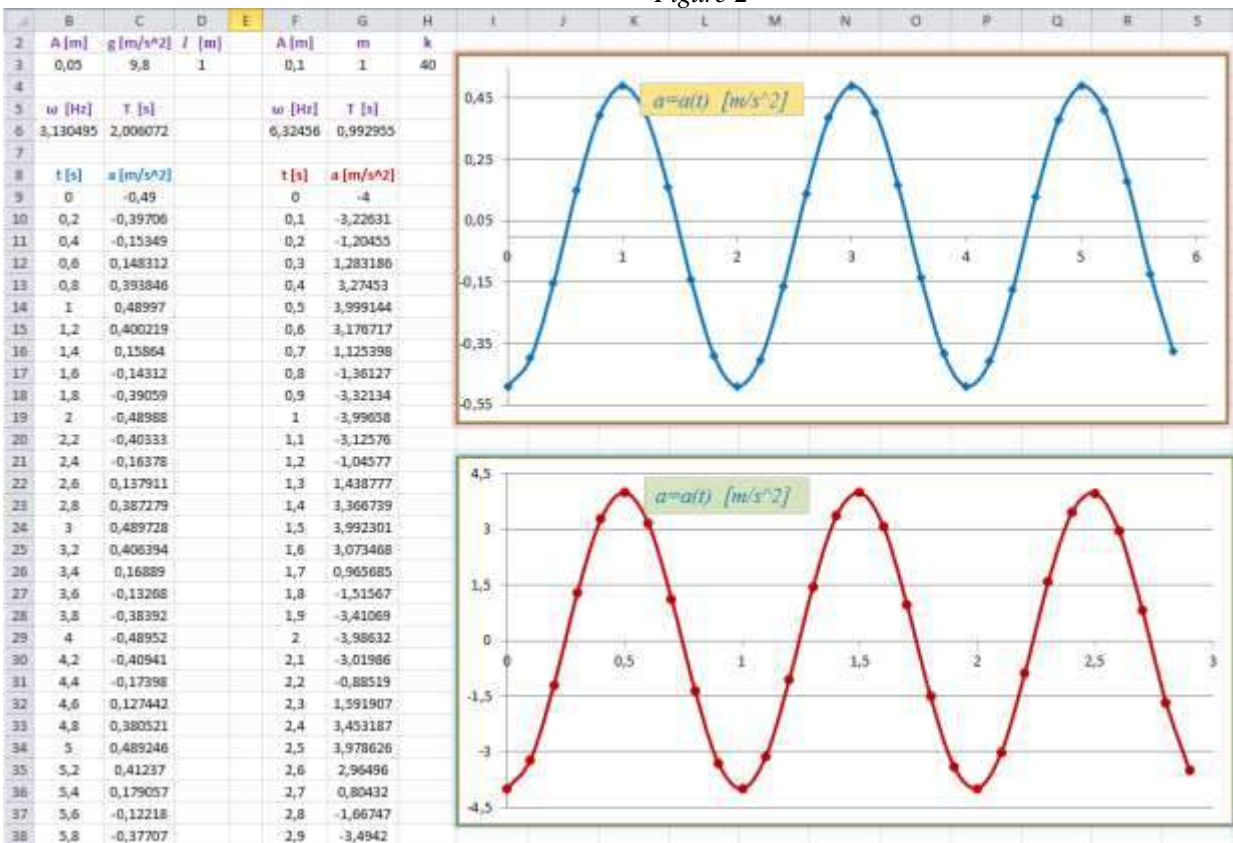 Figure 2
B C D E F G H I J K L M N O P Q R S
2 A [m] g [m/s^2] l [m] A [m] m k
3 0,05 9,8 1 0,1 1 40
4
5 ω [Hz] T [s] ω [Hz] T [s]
6 3,130495 2,006072 6,32456 0,992955
7
8 t [s] a [m/s^2] t [s] a [m/s^2]
9 0 -0,49 0 -4
10 0,2 -0,39706 0,1 -3,22631
11 0,4 -0,15349 0,2 -1,20455
12 0,6 0,148312 0,3 1,283186
13 0,8 0,393846 0,4 3,27453
14 1 0,48997 0,5 3,999144
15 1,2 0,400219 0,6 3,176717
16 1,4 0,15864 0,7 1,125398
17 1,6 -0,14312 0,8 -1,36127
18 1,8 -0,39059 0,9 -3,32134
19 2 -0,48988 1 -3,99658
20 2,2 -0,40333 1,1 -3,12576
21 2,4 -0,16378 1,2 -1,04577
22 2,6 0,137911 1,3 1,438777
23 2,8 0,387279 1,4 3,366739
24 3 0,489728 1,5 3,992301
25 3,2 0,406394 1,6 3,073468
26 3,4 0,16889 1,7 0,965685
27 3,6 -0,13268 1,8 -1,51567
28 3,8 -0,38392 1,9 -3,41069
29 4 -0,48952 2 -3,98632
30 4,2 -0,40941 2,1 -3,01986
31 4,4 -0,17398 2,2 -0,88519
32 4,6 0,127442 2,3 1,591907
33 4,8 0,380521 2,4 3,453187
34 5 0,489246 2,5 3,978626
35 5,2 0,41237 2,6 2,96496
36 5,4 0,179057 2,7 0,80432
37 5,6 -0,12218 2,8 -1,66747
38 5,8 -0,37707 2,9 -3,4942
a=a(t) [m/s^2]
0,45
0,25
0,05
0 1 2 3 4 5 6
-0,15
-0,35
-0,55
a=a(t) [m/s^2]
4,5
3
1,5
0
0 0,5 1 1,5 2 2,5 3
-1,5
-3
-4,5